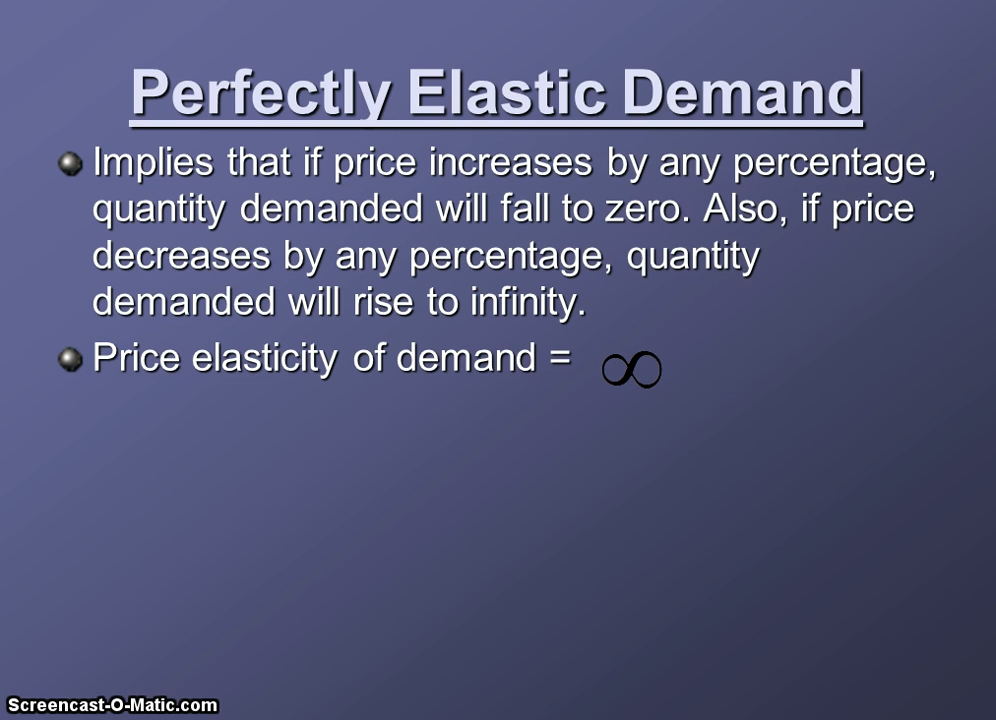 Perfectly Elastic Demand
Implies that if price increases by any percentage,
quantity demanded will fall to zero. Also, if price
decreases by any percentage, quantity
demanded will rise to infinity.
Price elasticity of demand = ∞
Screencast-O-Matic.com